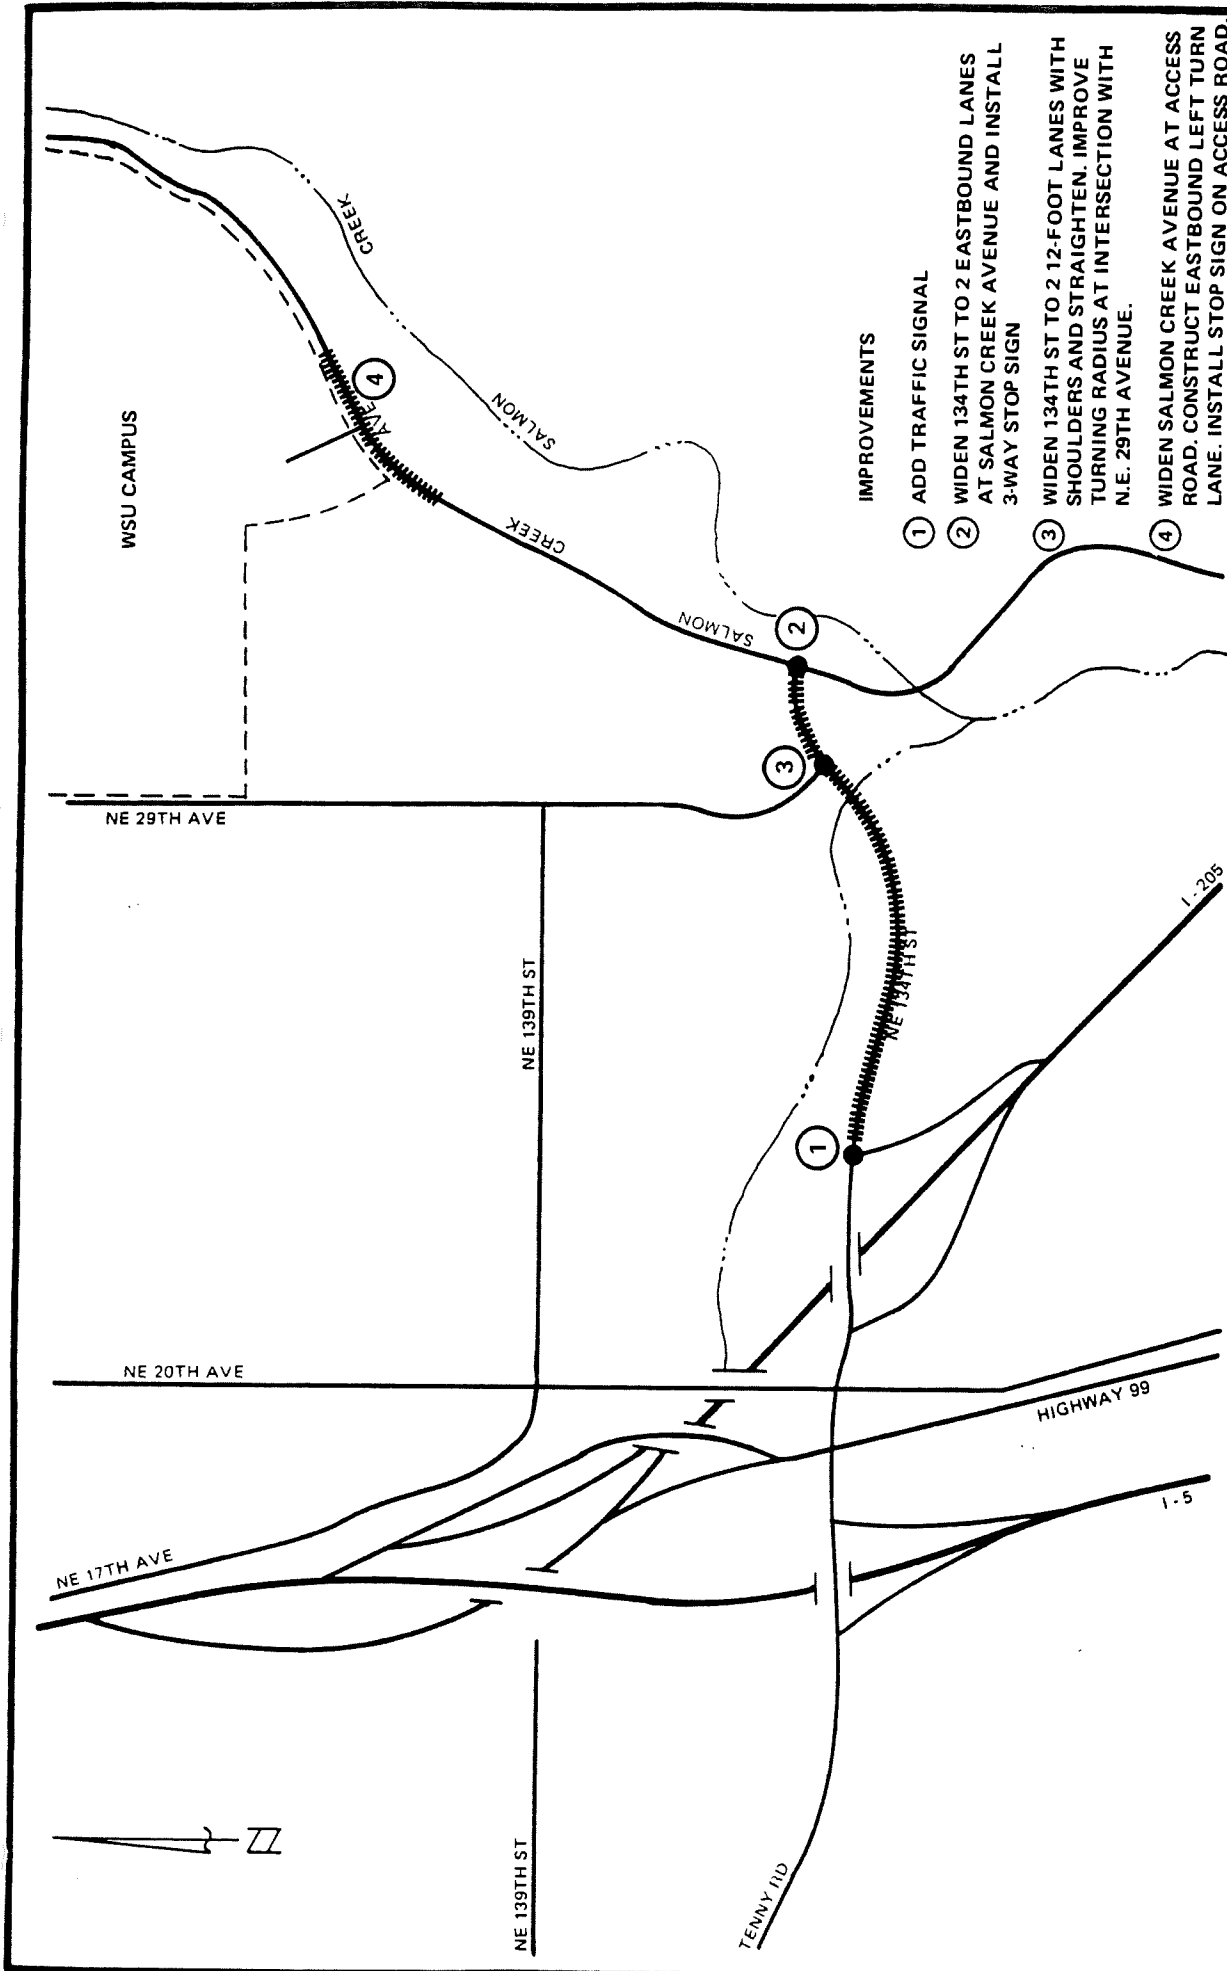 WSU CAMPUS
CREEK
SALMON
4
AVE
CREEK
SALMON
2
3
1
NE 29TH AVE
NE 139TH ST
NE 134TH ST
I-205
NE 20TH AVE
HIGHWAY 99
I-5
NE 17TH AVE
NE 139TH ST
TENNY RD
N
IMPROVEMENTS
1 ADD TRAFFIC SIGNAL
2 WIDEN 134TH ST TO 2 EASTBOUND LANES
AT SALMON CREEK AVENUE AND INSTALL
3-WAY STOP SIGN
3 WIDEN 134TH ST TO 2 12-FOOT LANES WITH
SHOULDERS AND STRAIGHTEN. IMPROVE
TURNING RADIUS AT INTERSECTION WITH
N.E. 29TH AVENUE.
4 WIDEN SALMON CREEK AVENUE AT ACCESS
ROAD. CONSTRUCT EASTBOUND LEFT TURN
LANE. INSTALL STOP SIGN ON ACCESS ROAD.